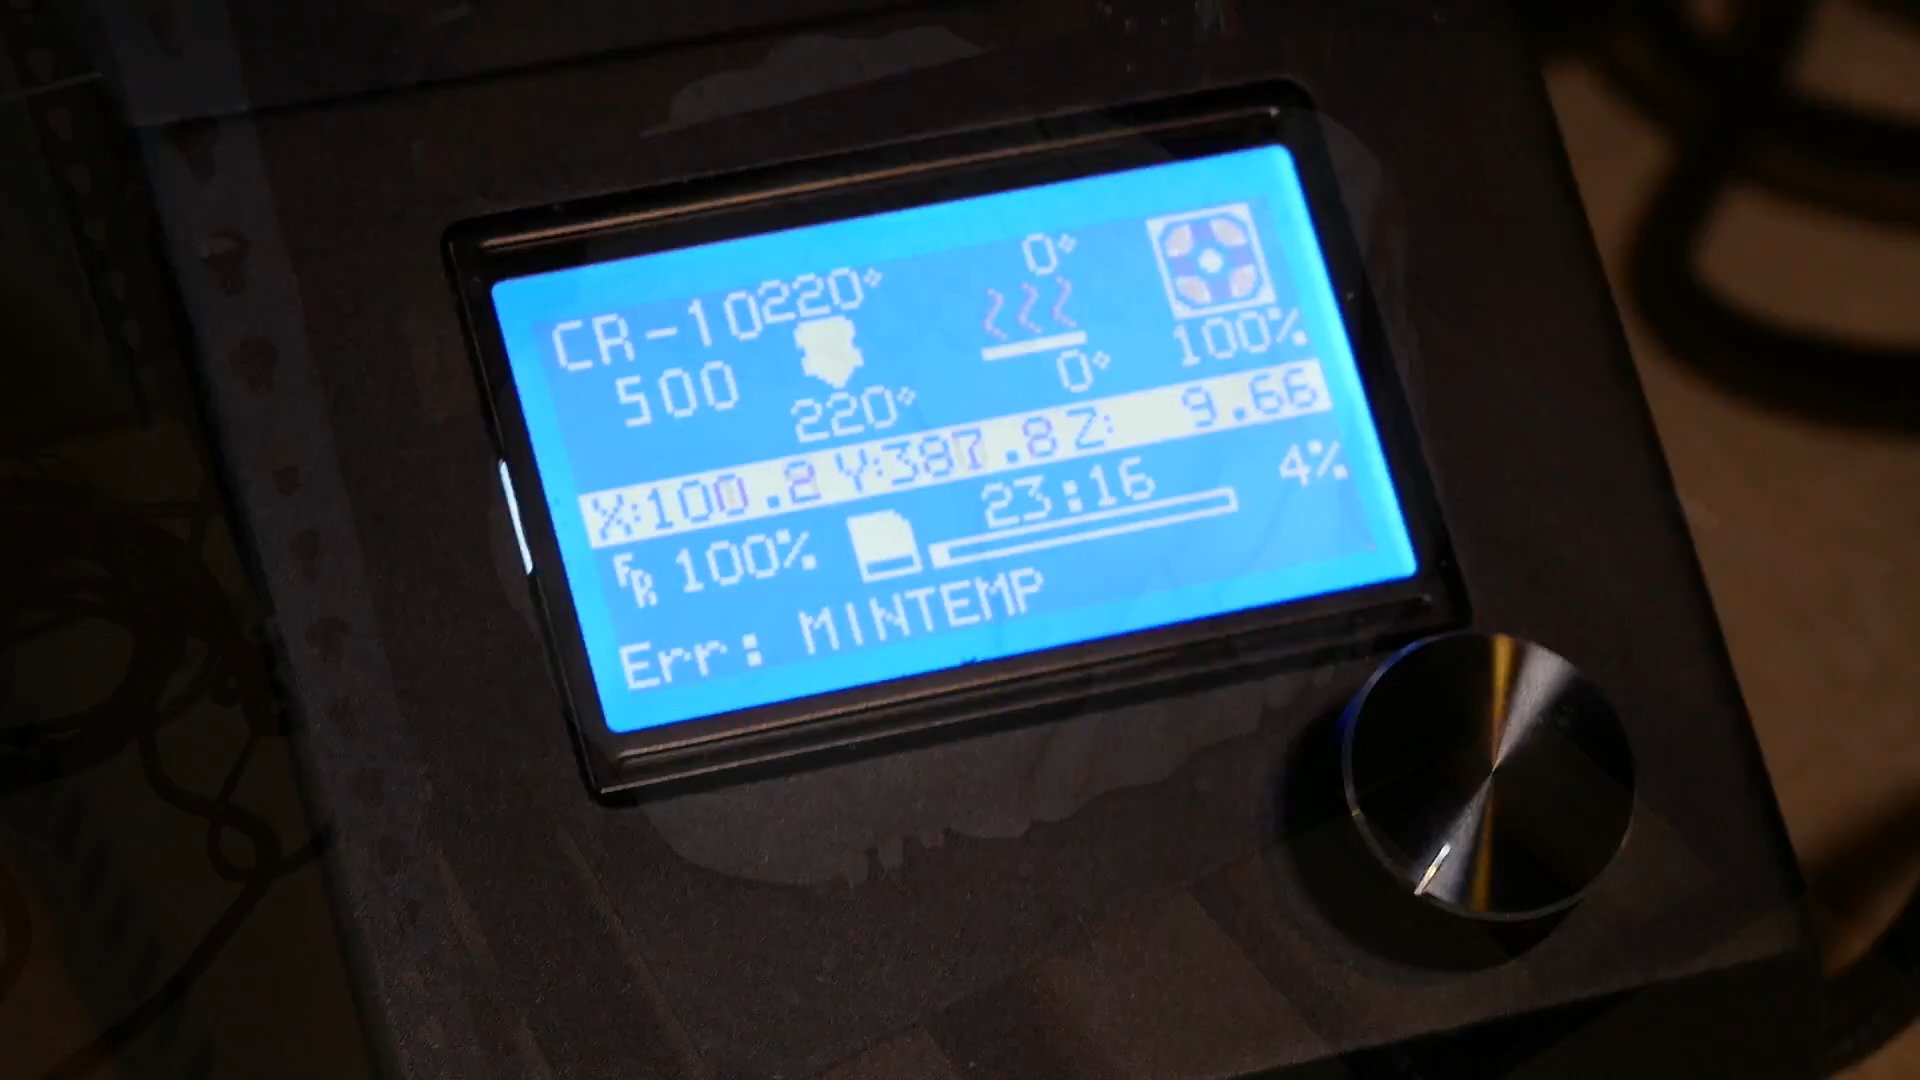 CR-10 220° 0°
500 220° 0° 100%
X:100.2 Y:387.8 Z: 9.66
FR 100% 23:16 4%
Err: MINTEMP